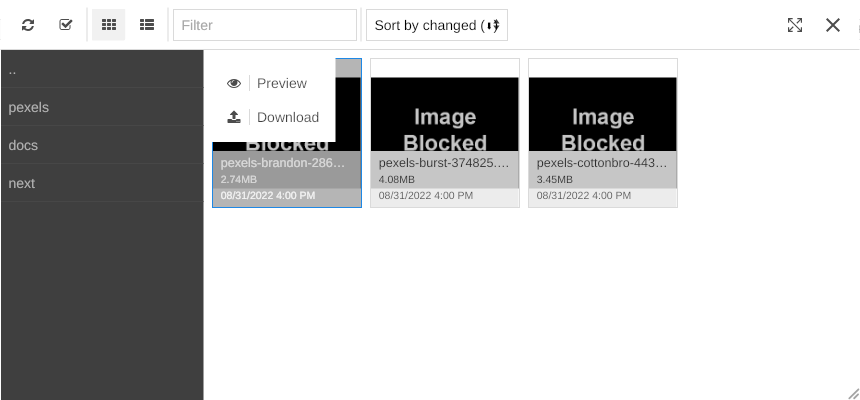 Filter
Sort by changed (
..
pexels
docs
next
Preview
Download
Blocked
pexels-brandon-286...
2.74MB
08/31/2022 4:00 PM
Image
Blocked
pexels-burst-374825....
4.08MB
08/31/2022 4:00 PM
Image
Blocked
pexels-cottonbro-443...
3.45MB
08/31/2022 4:00 PM